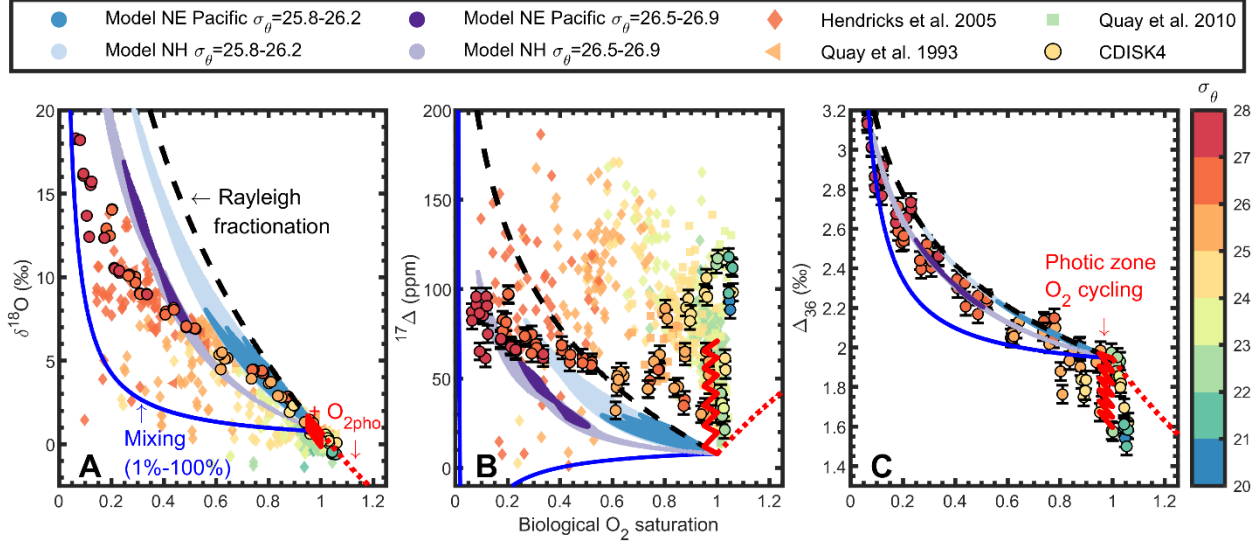 Model NE Pacific σθ=25.8-26.2
Model NE Pacific σθ=26.5-26.9
Hendricks et al. 2005
Quay et al. 2010
Model NH σθ=25.8-26.2
Model NH σθ=26.5-26.9
Quay et al. 1993
CDISK4
δ18O (‰)
20
15
10
5
0
← Rayleigh
fractionation
Mixing
(1%-100%)
+ O2pho
A
0 0.2 0.4 0.6 0.8 1 1.2
17Δ (ppm)
200
150
100
50
0
B
0 0.2 0.4 0.6 0.8 1 1.2
Biological O2 saturation
Δ36 (‰)
3.2
3
2.8
2.6
2.4
2.2
2
1.8
1.6
1.4
Photic zone
O2 cycling
C
0 0.2 0.4 0.6 0.8 1 1.2
σθ
28
27
26
25
24
23
22
21
20